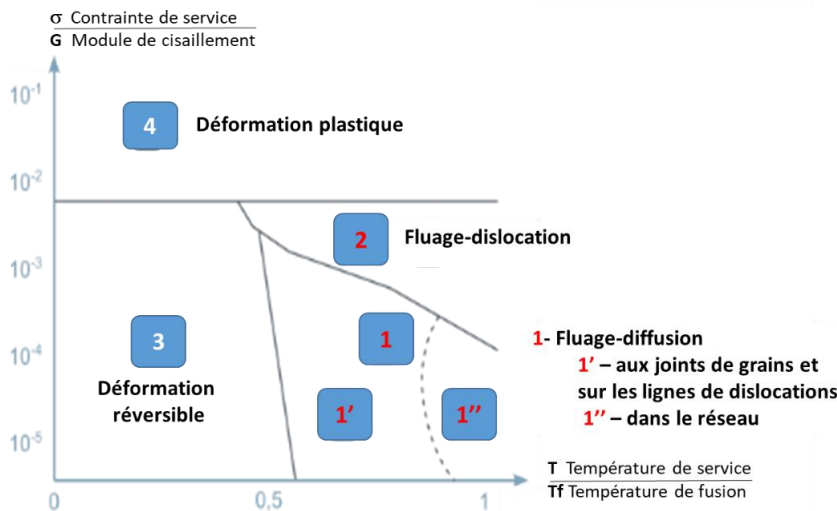 σ Contrainte de service
G Module de cisaillement
10⁻¹
4 Déformation plastique
10⁻²
2 Fluage-dislocation
10⁻³
3
1
1- Fluage-diffusion
10⁻⁴
1’ – aux joints de grains et
Déformation
réversible
sur les lignes de dislocations
1’
1’’
1’’ – dans le réseau
10⁻⁵
T Température de service
Tf Température de fusion
0
0,5
1